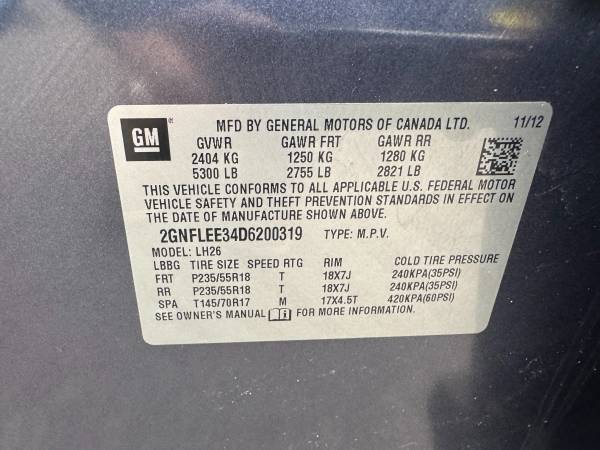 GM
MFD BY GENERAL MOTORS OF CANADA LTD. 11/12
GVWR GAWR FRT GAWR RR
2404 KG 1250 KG 1280 KG
5300 LB 2755 LB 2821 LB
THIS VEHICLE CONFORMS TO ALL APPLICABLE U.S. FEDERAL MOTOR
VEHICLE SAFETY AND THEFT PREVENTION STANDARDS IN EFFECT ON
THE DATE OF MANUFACTURE SHOWN ABOVE.
2GNFLEE34D6200319 TYPE: M.P.V.
MODEL: LH26
LBBG TIRE SIZE SPEED RTG RIM COLD TIRE PRESSURE
FRT P235/55R18 T 18X7J 240KPA(35PSI)
RR P235/55R18 T 18X7J 240KPA(35PSI)
SPA T145/70R17 M 17X4.5T 420KPA(60PSI)
SEE OWNER'S MANUAL FOR MORE INFORMATION.